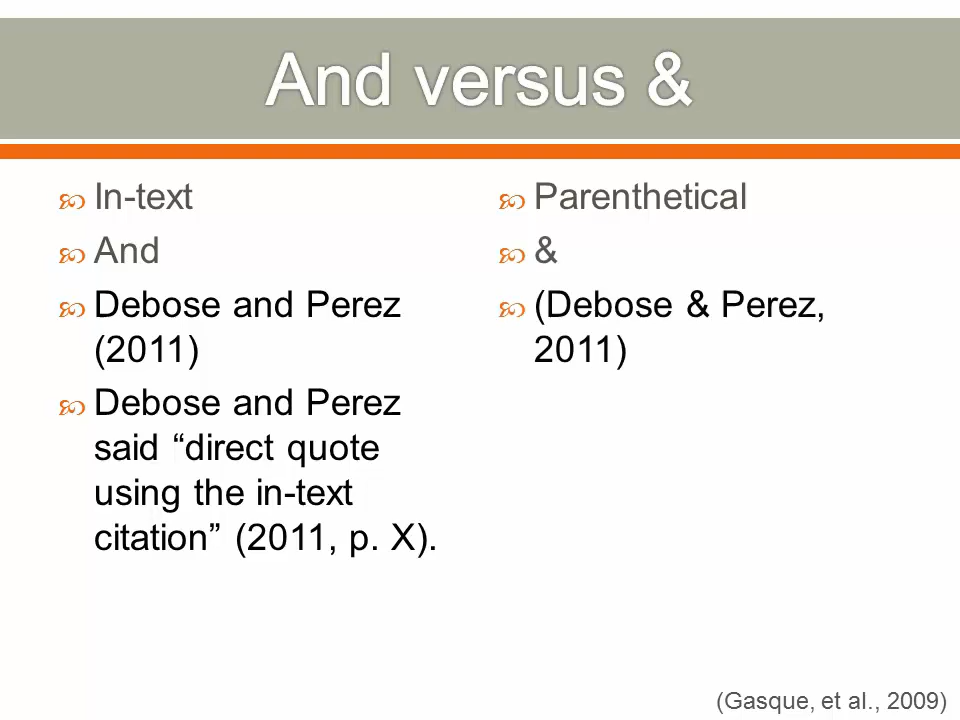 And versus &
In-text
And
Debose and Perez
(2011)
Debose and Perez
said “direct quote
using the in-text
citation” (2011, p. X).
Parenthetical
&
(Debose & Perez,
2011)
(Gasque, et al., 2009)